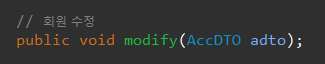 // 회원 수정
public void modify(AccDTO adto);